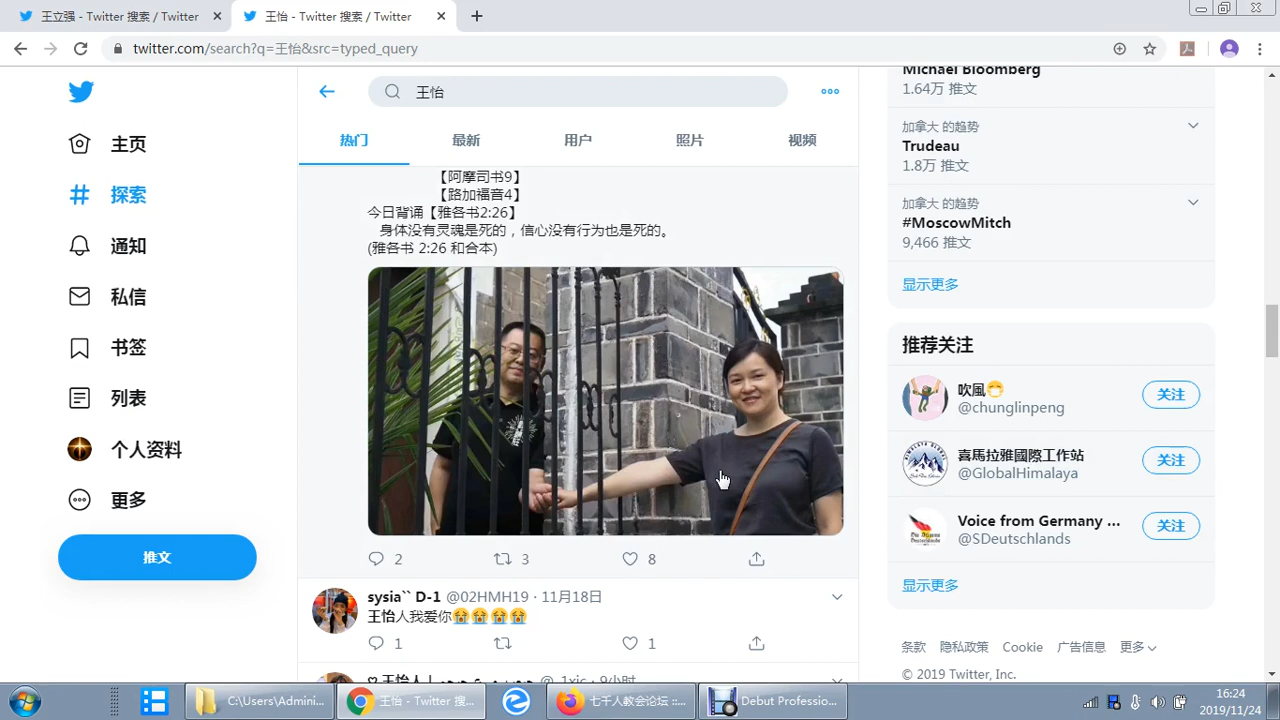 王立强 - Twitter 搜索 / Twitter
王怡 - Twitter 搜索 / Twitter
twitter.com/search?q=王怡&src=typed_query
主页
探索
通知
私信
书签
列表
个人资料
更多
推文
王怡
热门
最新
用户
照片
视频
【阿摩司书9】
【路加福音4】
今日背诵【雅各书2:26】
身体没有灵魂是死的，信心没有行为也是死的。
(雅各书 2:26 和合本)
2
3
8
sysia`` D-1 @02HMH19 · 11月18日
王怡人我爱你😭😭😭😭
1
1
Michael Bloomberg
1.64万 推文
加拿大 的趋势
Trudeau
1.8万 推文
加拿大 的趋势
#MoscowMitch
9,466 推文
显示更多
推荐关注
吹風😷
@chunglinpeng
关注
喜馬拉雅國際工作站
@GlobalHimalaya
关注
Voice from Germany ...
@SDeutschlands
关注
显示更多
条款 隐私政策 Cookie 广告信息 更多
© 2019 Twitter, Inc.
C:\Users\Admini...
王怡 - Twitter 搜...
七千人教会论坛 ::...
Debut Professio...
16:24
2019/11/24